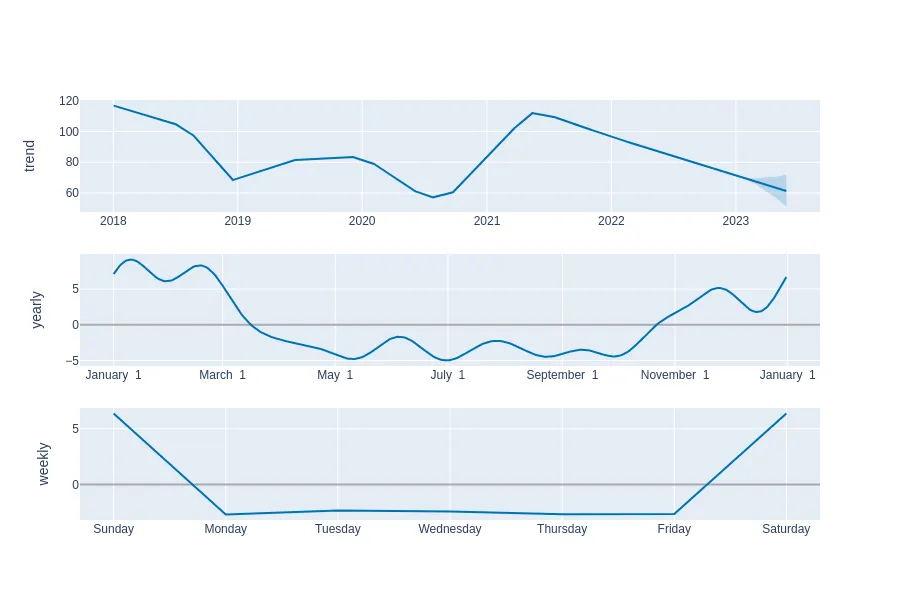 trend
120
100
80
60
2018 2019 2020 2021 2022 2023
yearly
5
0
−5
January 1 March 1 May 1 July 1 September 1 November 1 January 1
weekly
5
0
Sunday Monday Tuesday Wednesday Thursday Friday Saturday